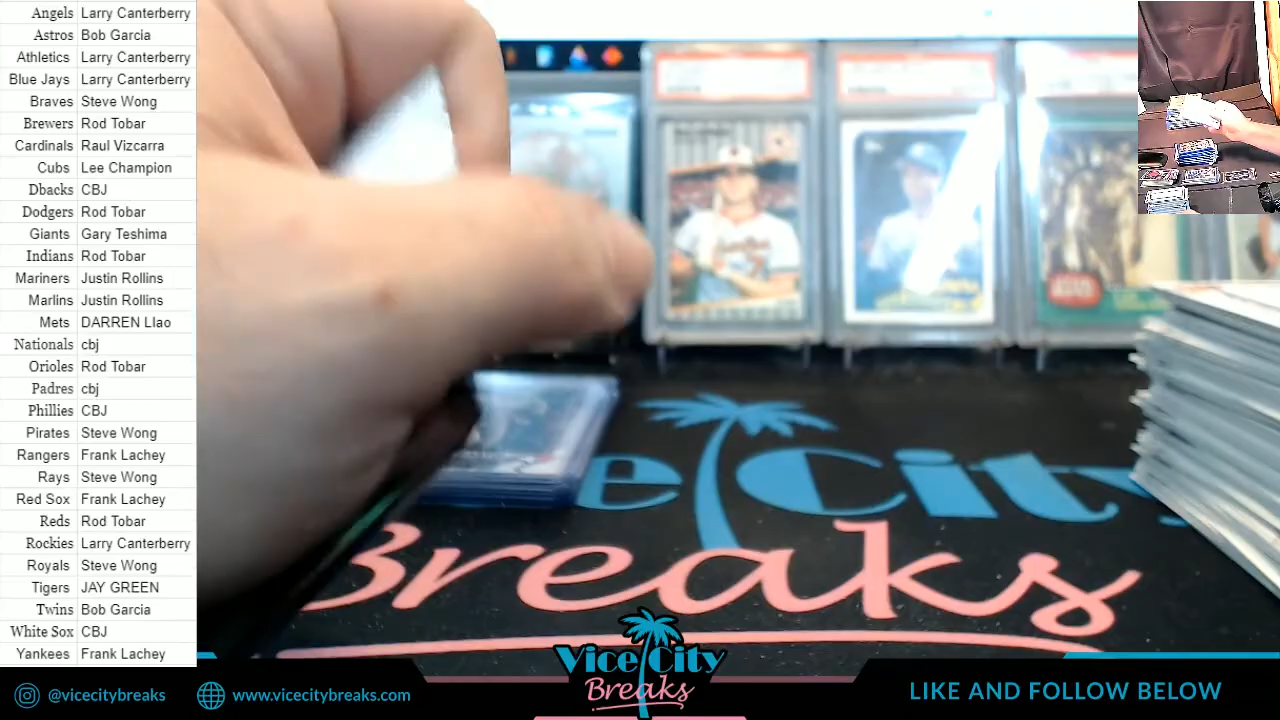 Angels Larry Canterberry
Astros Bob Garcia
Athletics Larry Canterberry
Blue Jays Larry Canterberry
Braves Steve Wong
Brewers Rod Tobar
Cardinals Raul Vizcarra
Cubs Lee Champion
Dbacks CBJ
Dodgers Rod Tobar
Giants Gary Teshima
Indians Rod Tobar
Mariners Justin Rollins
Marlins Justin Rollins
Mets DARREN LIao
Nationals cbj
Orioles Rod Tobar
Padres cbj
Phillies CBJ
Pirates Steve Wong
Rangers Frank Lachey
Rays Steve Wong
Red Sox Frank Lachey
Reds Rod Tobar
Rockies Larry Canterberry
Royals Steve Wong
Tigers JAY GREEN
Twins Bob Garcia
White Sox CBJ
Yankees Frank Lachey
e City
Breaks
Vice City
Breaks
@vicecitybreaks
www.vicecitybreaks.com
LIKE AND FOLLOW BELOW